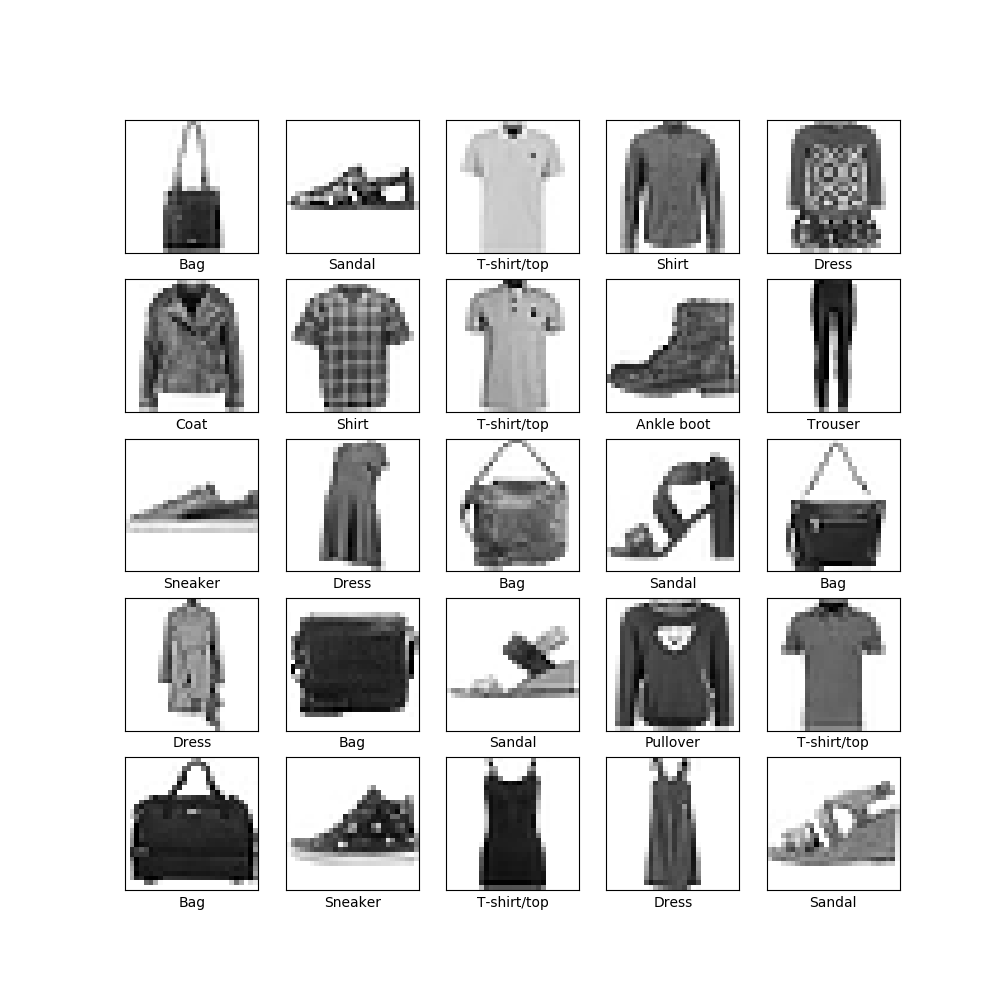 Bag Sandal T-shirt/top Shirt Dress
Coat Shirt T-shirt/top Ankle boot Trouser
Sneaker Dress Bag Sandal Bag
Dress Bag Sandal Pullover T-shirt/top
Bag Sneaker T-shirt/top Dress Sandal